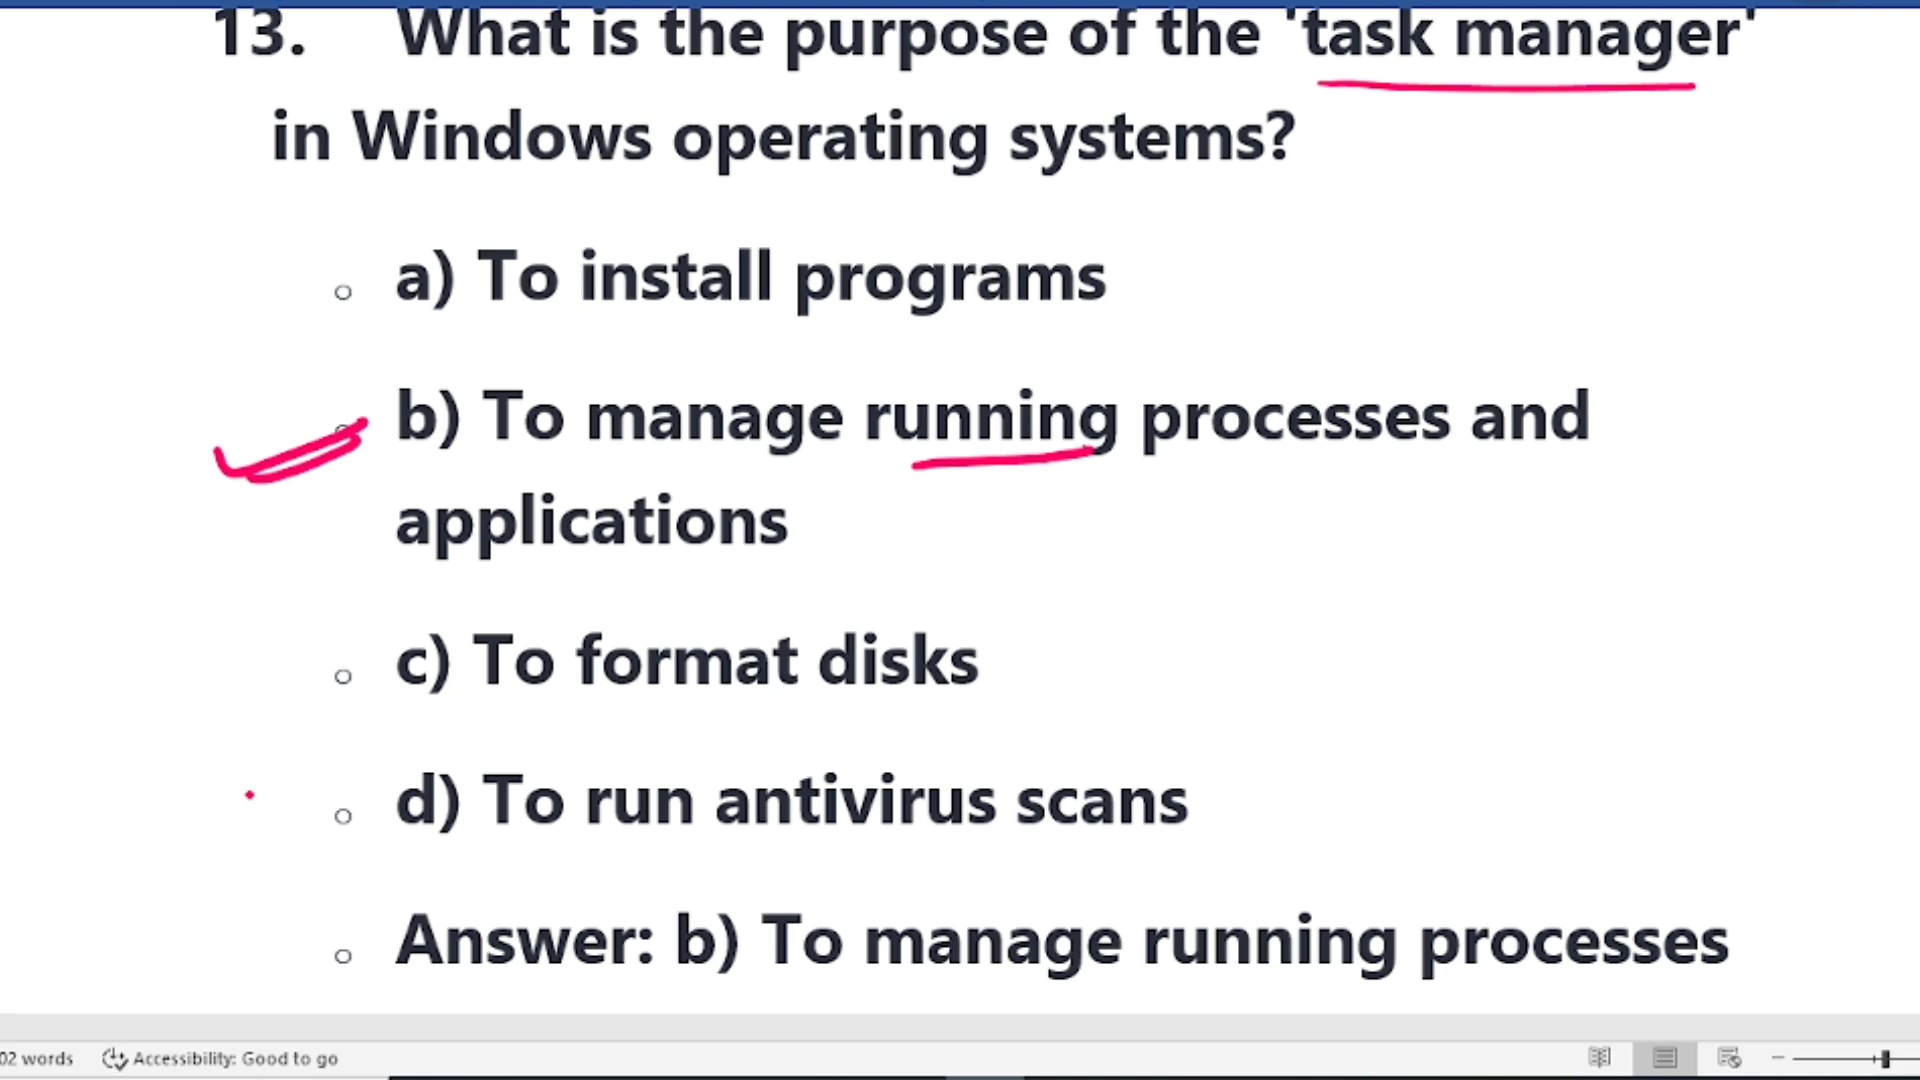 13. What is the purpose of the 'task manager'
in Windows operating systems?
a) To install programs
b) To manage running processes and
applications
c) To format disks
d) To run antivirus scans
Answer: b) To manage running processes
02 words Accessibility: Good to go